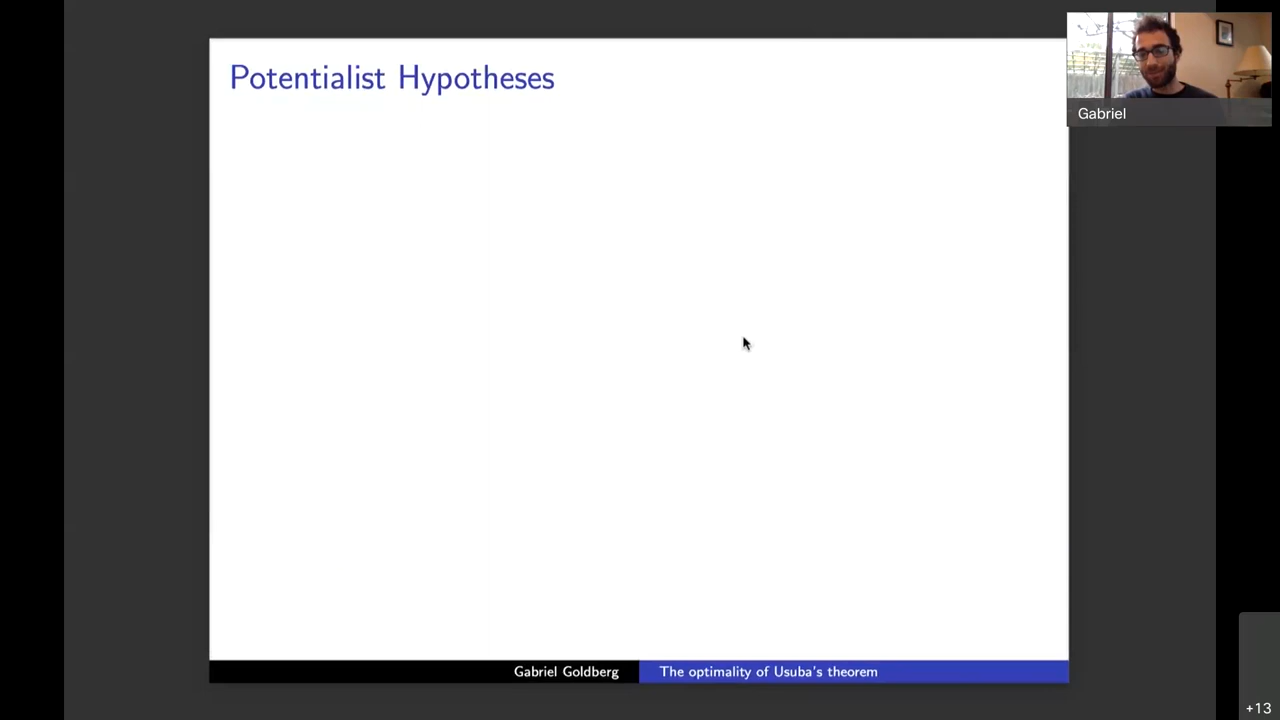 Potentialist Hypotheses
Gabriel
Gabriel Goldberg
The optimality of Usuba's theorem
+13